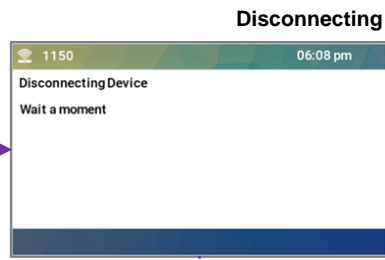 Disconnecting
1150 06:08 pm
Disconnecting Device
Wait a moment